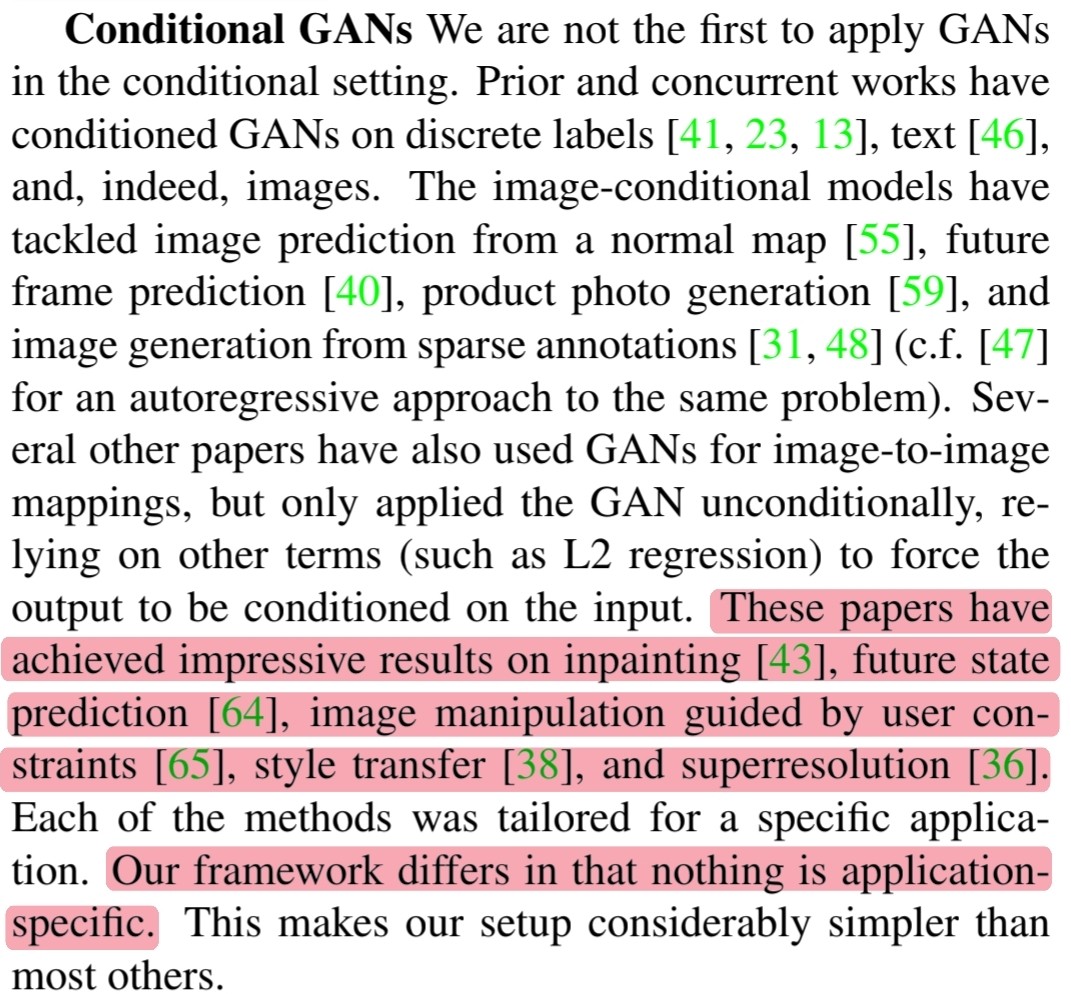 Conditional GANs We are not the first to apply GANs
in the conditional setting. Prior and concurrent works have
conditioned GANs on discrete labels [41, 23, 13], text [46],
and, indeed, images. The image-conditional models have
tackled image prediction from a normal map [55], future
frame prediction [40], product photo generation [59], and
image generation from sparse annotations [31, 48] (c.f. [47]
for an autoregressive approach to the same problem). Sev-
eral other papers have also used GANs for image-to-image
mappings, but only applied the GAN unconditionally, re-
lying on other terms (such as L2 regression) to force the
output to be conditioned on the input. These papers have
achieved impressive results on inpainting [43], future state
prediction [64], image manipulation guided by user con-
straints [65], style transfer [38], and superresolution [36].
Each of the methods was tailored for a specific applica-
tion. Our framework differs in that nothing is application-
specific. This makes our setup considerably simpler than
most others.